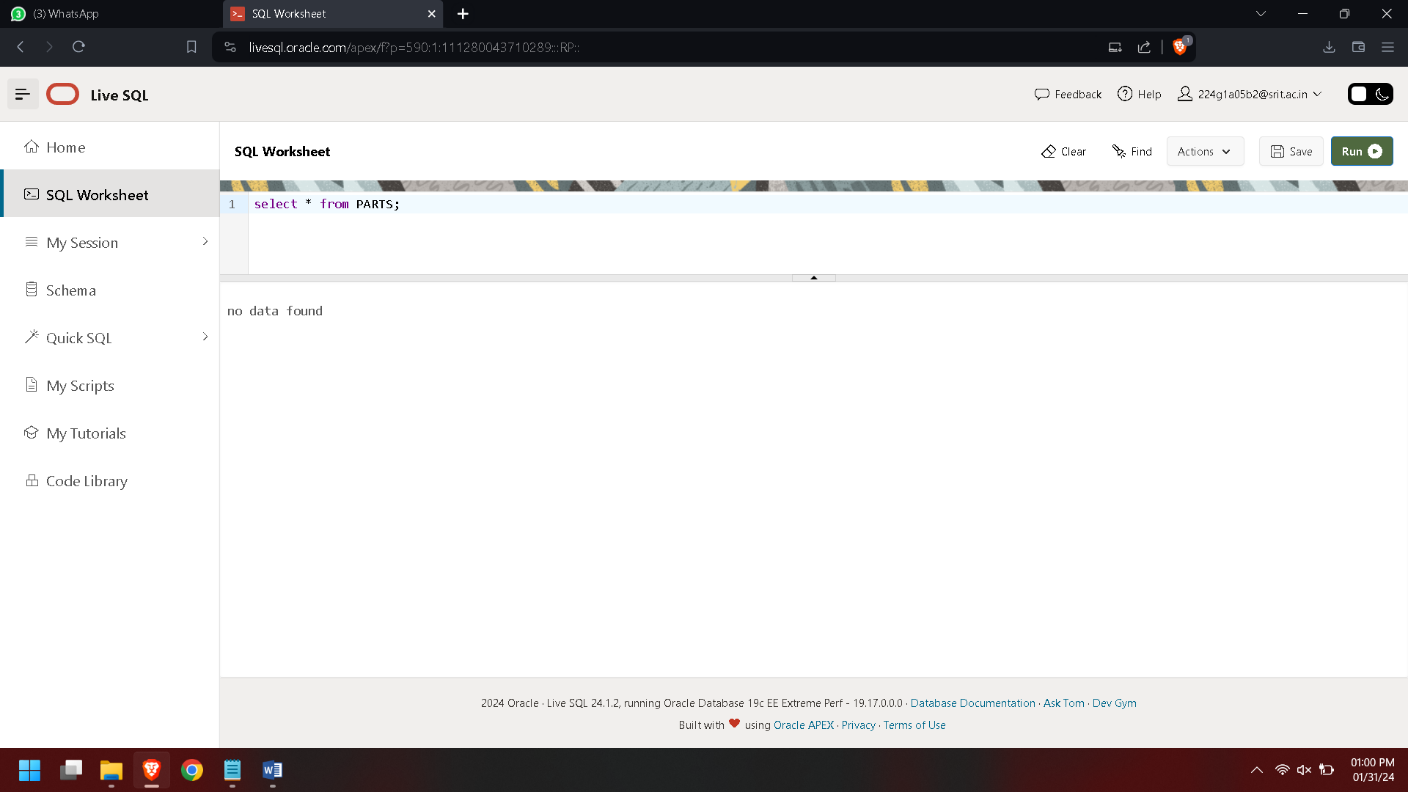 3 (3) WhatsApp
SQL Worksheet
livesql.oracle.com/apex/f?p=590:1:111280043710289:::RP::
1
Live SQL
Feedback
Help
224g1a05b2@srit.ac.in
Home
SQL Worksheet
My Session
Schema
Quick SQL
My Scripts
My Tutorials
Code Library
SQL Worksheet
Clear
Find
Actions
Save
Run
1 select * from PARTS;
no data found
2024 Oracle · Live SQL 24.1.2, running Oracle Database 19c EE Extreme Perf - 19.17.0.0.0 · Database Documentation · Ask Tom · Dev Gym
Built with ❤ using Oracle APEX · Privacy · Terms of Use
01:00 PM
01/31/24